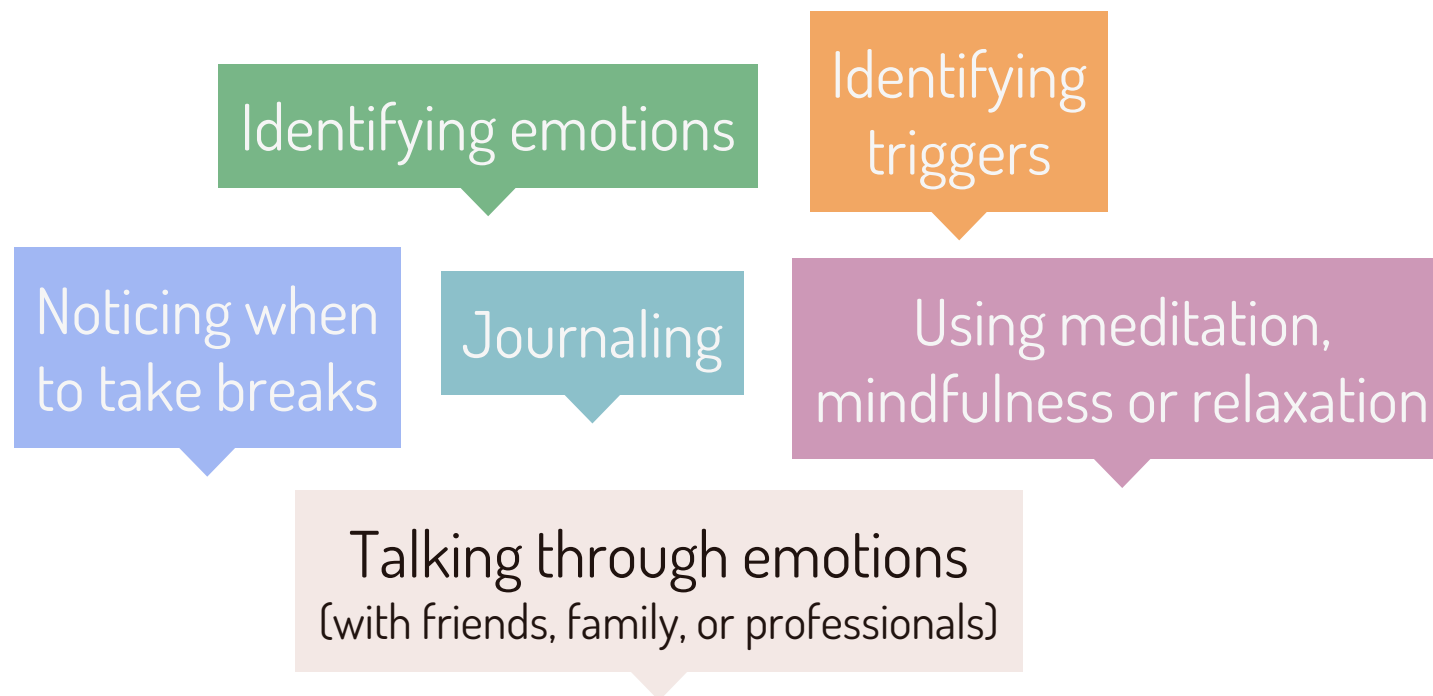 Identifying emotions
Identifying
triggers
Noticing when
to take breaks
Journaling
Using meditation,
mindfulness or relaxation
Talking through emotions
(with friends, family, or professionals)